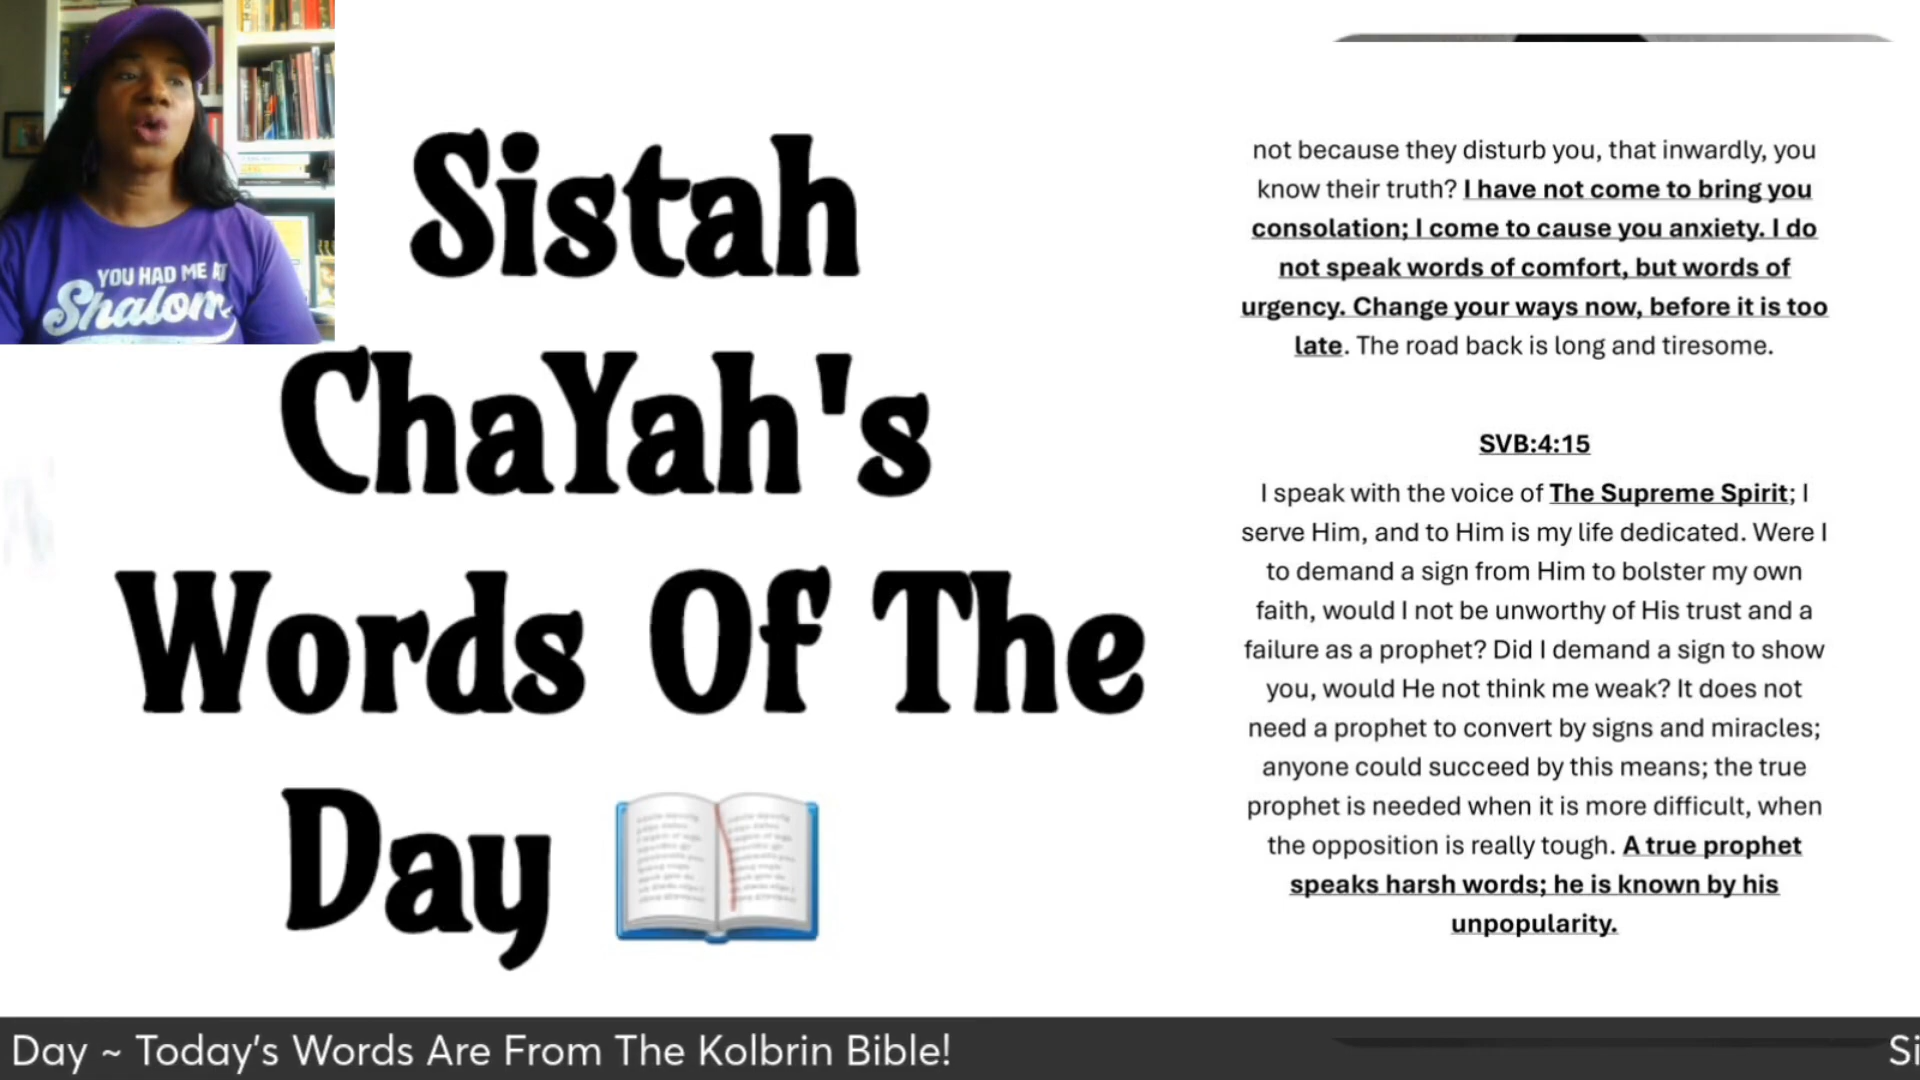 YOU HAD ME AT
Shalom
Sistah
ChaYah's
Words Of The
Day
not because they disturb you, that inwardly, you
know their truth? I have not come to bring you
consolation; I come to cause you anxiety. I do
not speak words of comfort, but words of
urgency. Change your ways now, before it is too
late. The road back is long and tiresome.
SVB:4:15
I speak with the voice of The Supreme Spirit; I
serve Him, and to Him is my life dedicated. Were I
to demand a sign from Him to bolster my own
faith, would I not be unworthy of His trust and a
failure as a prophet? Did I demand a sign to show
you, would He not think me weak? It does not
need a prophet to convert by signs and miracles;
anyone could succeed by this means; the true
prophet is needed when it is more difficult, when
the opposition is really tough. A true prophet
speaks harsh words; he is known by his
unpopularity.
Day ~ Today's Words Are From The Kolbrin Bible! Si